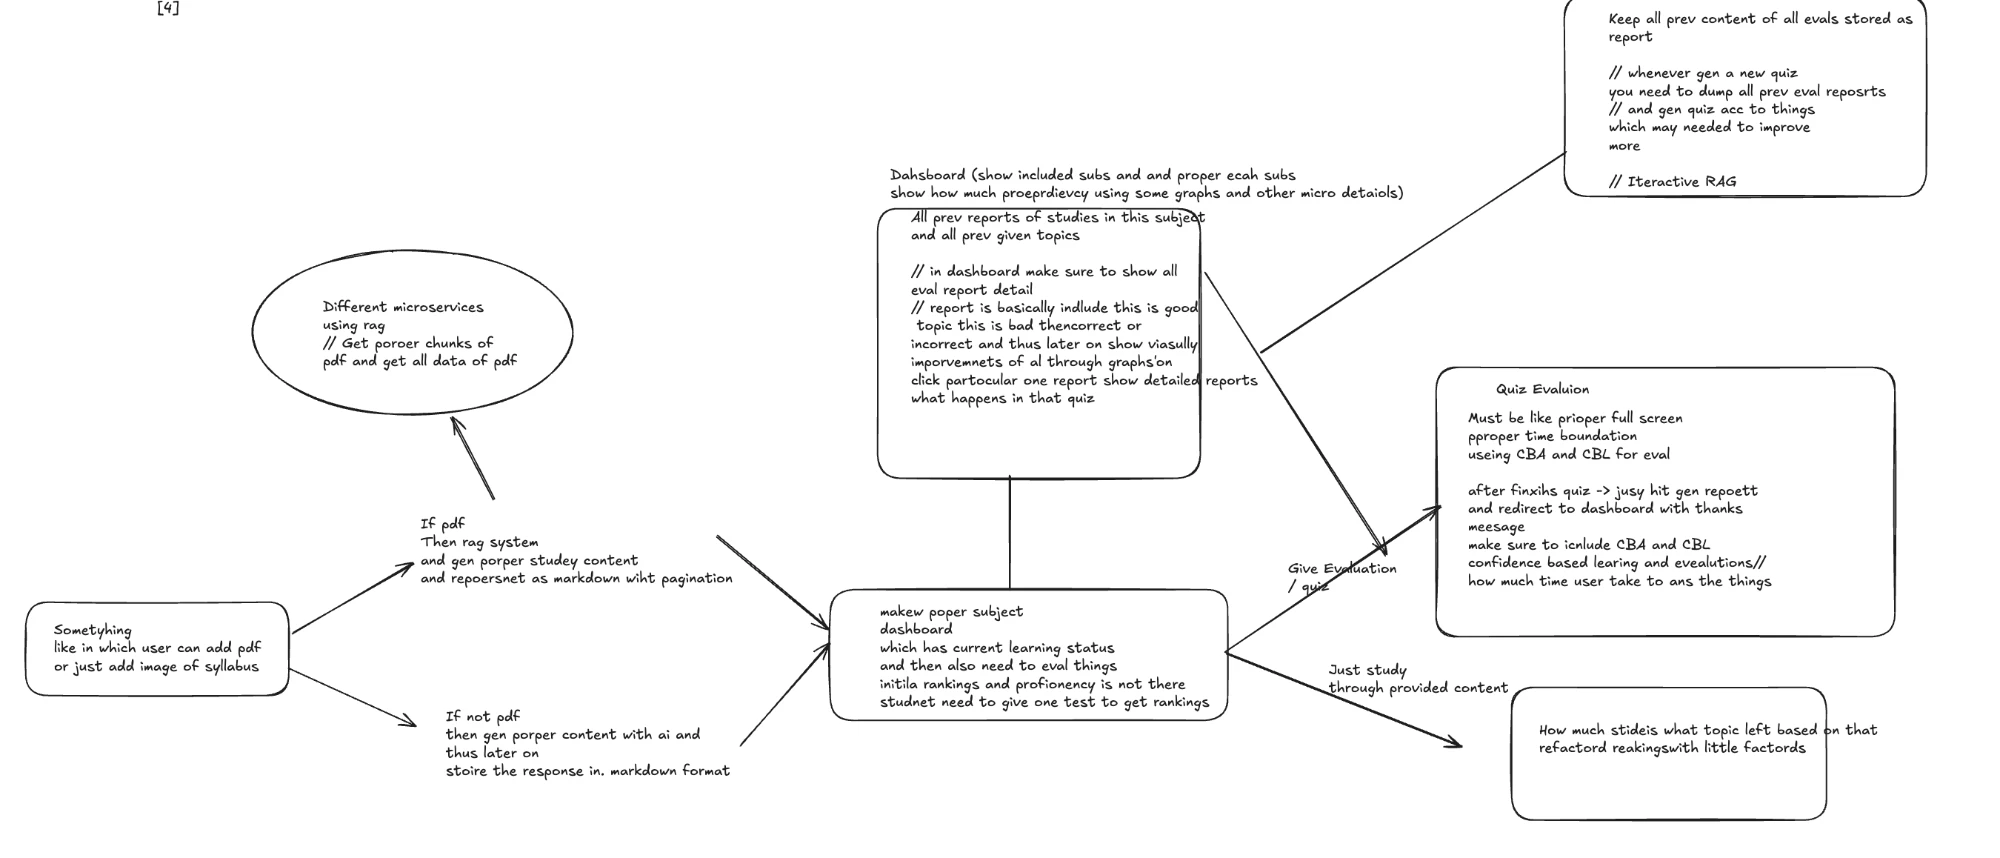 [4]
Keep all prev content of all evals stored as
report
// whenever gen a new quiz
you need to dump all prev eval reposrts
// and gen quiz acc to things
which may needed to improve
more
// Iteractive RAG
Dahsboard (show included subs and and proper ecah subs
show how much proeprdievcy using some graphs and other micro detaiols)
All prev reports of studies in this subject
and all prev given topics
// in dashboard make sure to show all
eval report detail
// report is basically indlude this is good
topic this is bad thencorrect or
incorrect and thus later on show viasully
imporvemnets of al through graphs'on
click partocular one report show detailed reports
what happens in that quiz
Different microservices
using rag
// Get poroer chunks of
pdf and get all data of pdf
Quiz Evaluion
Must be like prioper full screen
pproper time boundation
useing CBA and CBL for eval
after finxihs quiz -> jusy hit gen repoett
and redirect to dashboard with thanks
meesage
make sure to icnlude CBA and CBL
confidence based learing and evealutions//
how much time user take to ans the things
If pdf
Then rag system
and gen porper studey content
and repoersnet as markdown wiht pagination
Give Evaluation
/ quiz
Sometyhing
like in which user can add pdf
or just add image of syllabus
makew poper subject
dashboard
which has current learning status
and then also need to eval things
initila rankings and profionency is not there
studnet need to give one test to get rankings
Just study
through provided content
If not pdf
then gen porper content with ai and
thus later on
stoire the response in. markdown format
How much stideis what topic left based on that
refactord reakingswith little factords